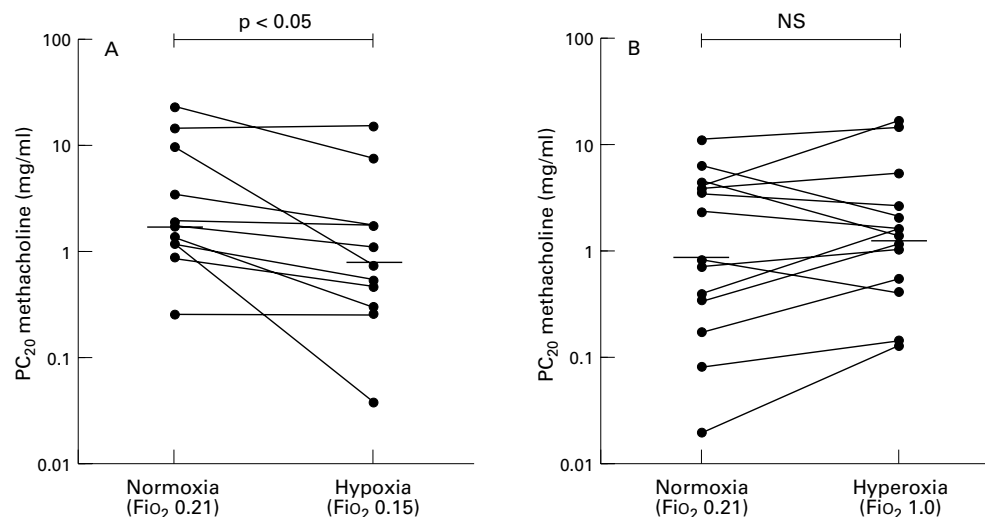 p < 0.05
A
100
10
1
0.1
0.01
PC20 methacholine (mg/ml)
Normoxia
(FIO2 0.21)
Hypoxia
(FIO2 0.15)
NS
B
100
10
1
0.1
0.01
PC20 methacholine (mg/ml)
Normoxia
(FIO2 0.21)
Hyperoxia
(FIO2 1.0)